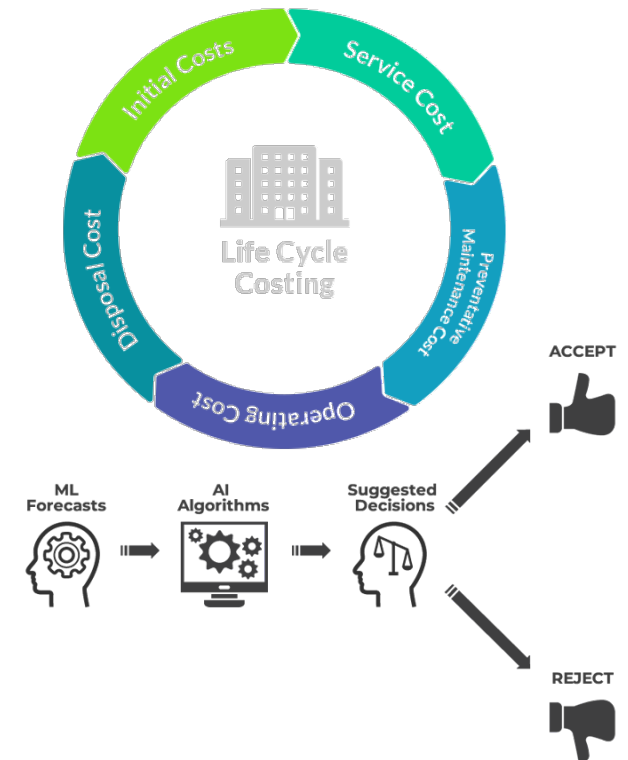 Initial Costs
Service Cost
Preventative
Maintenance Cost
Operating Cost
Disposal Cost
Life Cycle
Costing
ML
Forecasts
AI
Algorithms
Suggested
Decisions
ACCEPT
REJECT